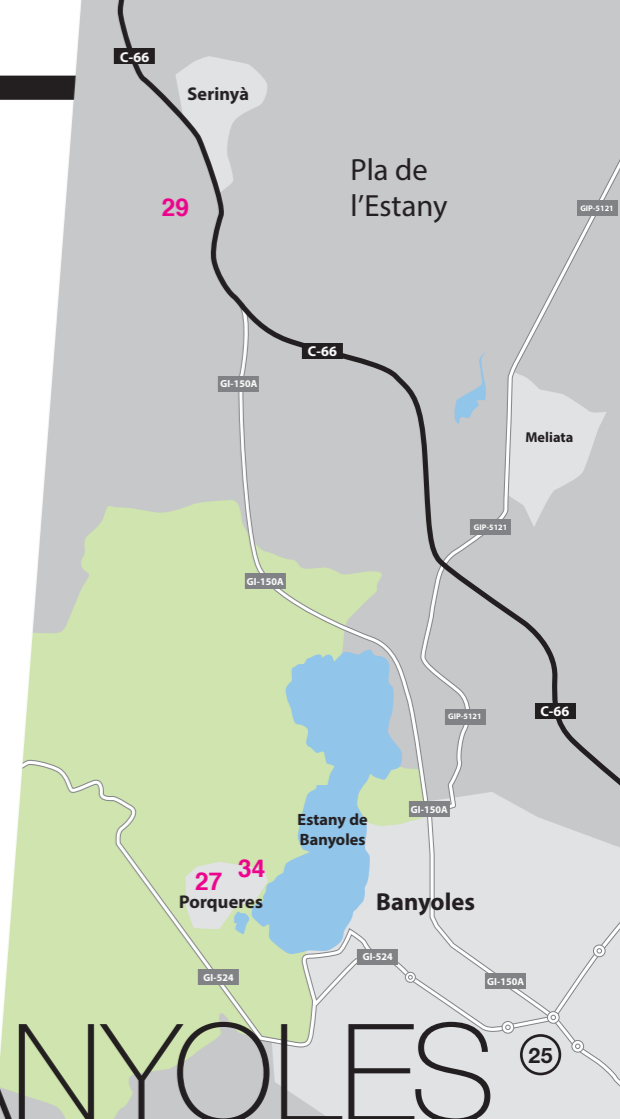 C-66
Serinyà
Pla de
l'Estany
29
GIP-5121
C-66
GI-150A
Meliata
GIP-5121
GI-150A
C-66
GIP-5121
GI-150A
Estany de
Banyoles
34
27
Porqueres
Banyoles
GI-524
GI-524
GI-150A
ANYOLES
25